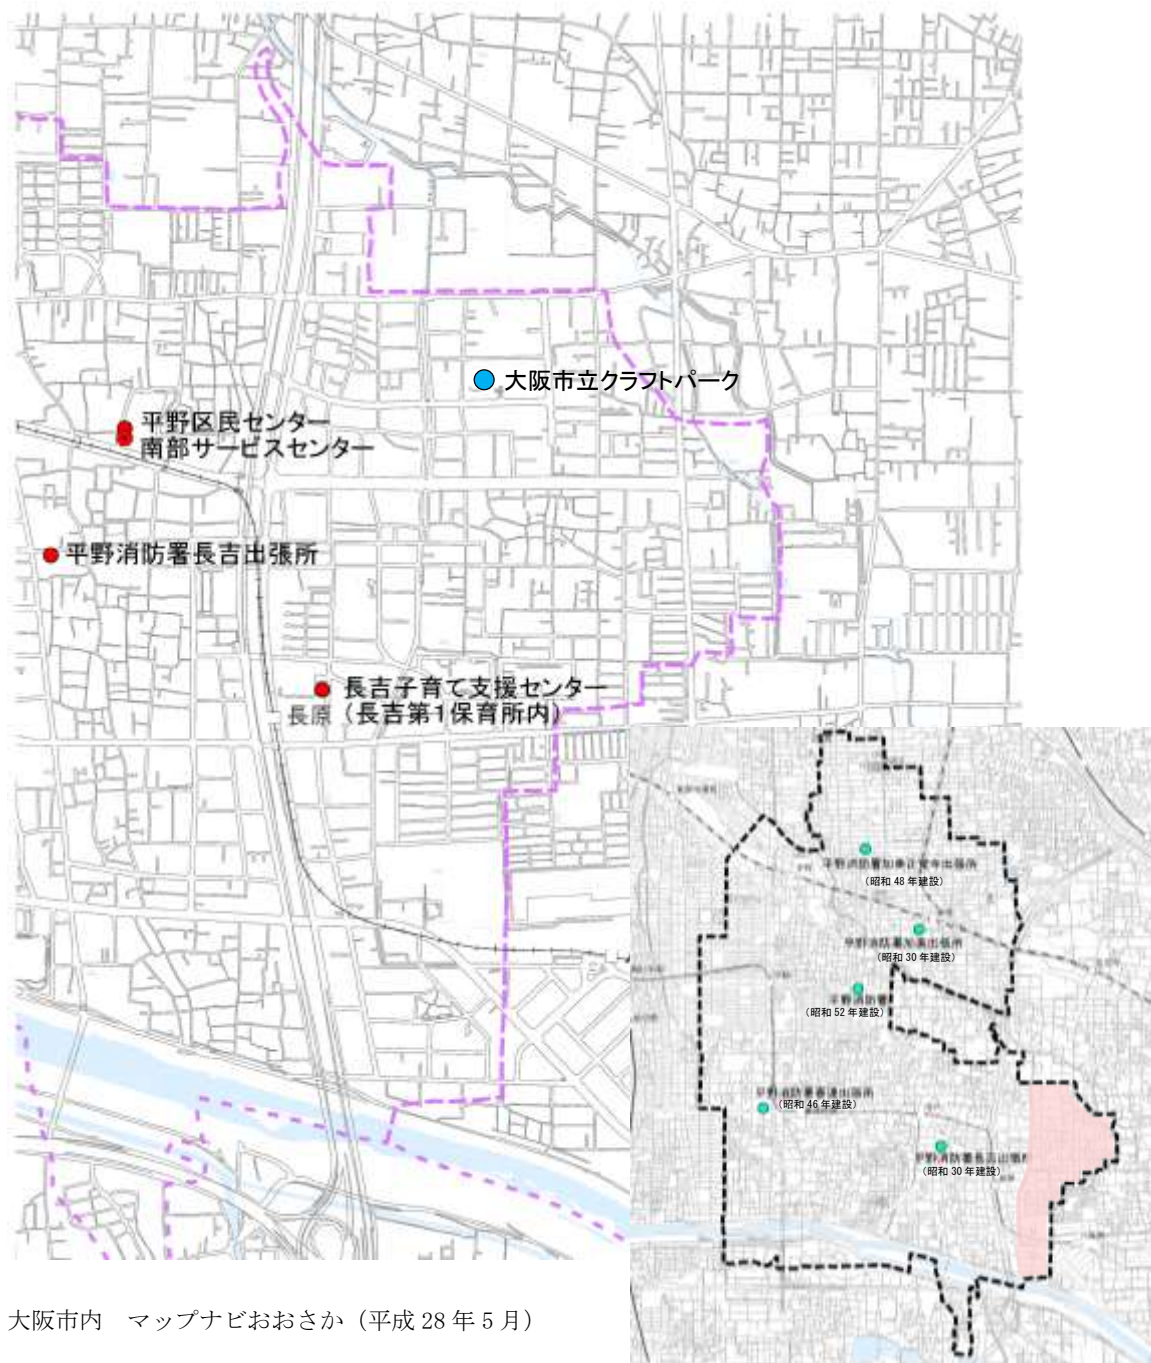 大阪市立クラフトパーク
平野区民センター
南部サービスセンター
平野消防署長吉出張所
長吉子育て支援センター
長原（長吉第1保育所内）
平野消防署加美正覚寺出張所
（昭和48年建設）
平野消防署加美出張所
（昭和30年建設）
平野消防署
（昭和52年建設）
平野消防署喜連出張所
（昭和46年建設）
平野消防署長吉出張所
（昭和30年建設）
大阪市内　マップナビおおさか（平成28年5月）